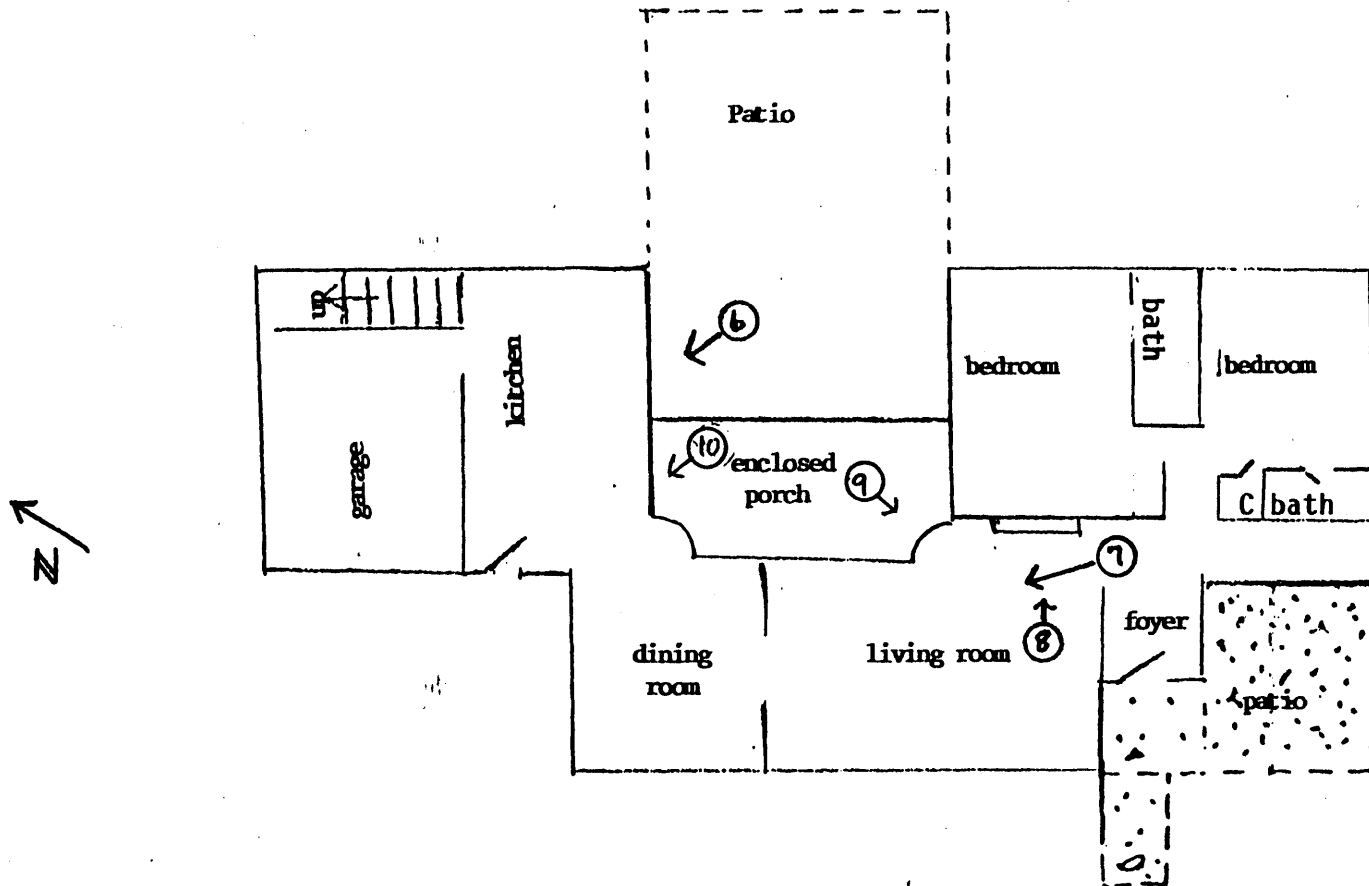 Patio
up
6
kitchen
bedroom
bath
bedroom
garage
10
enclosed
porch
9
C bath
N
7
8
foyer
dining
room
living room
patio